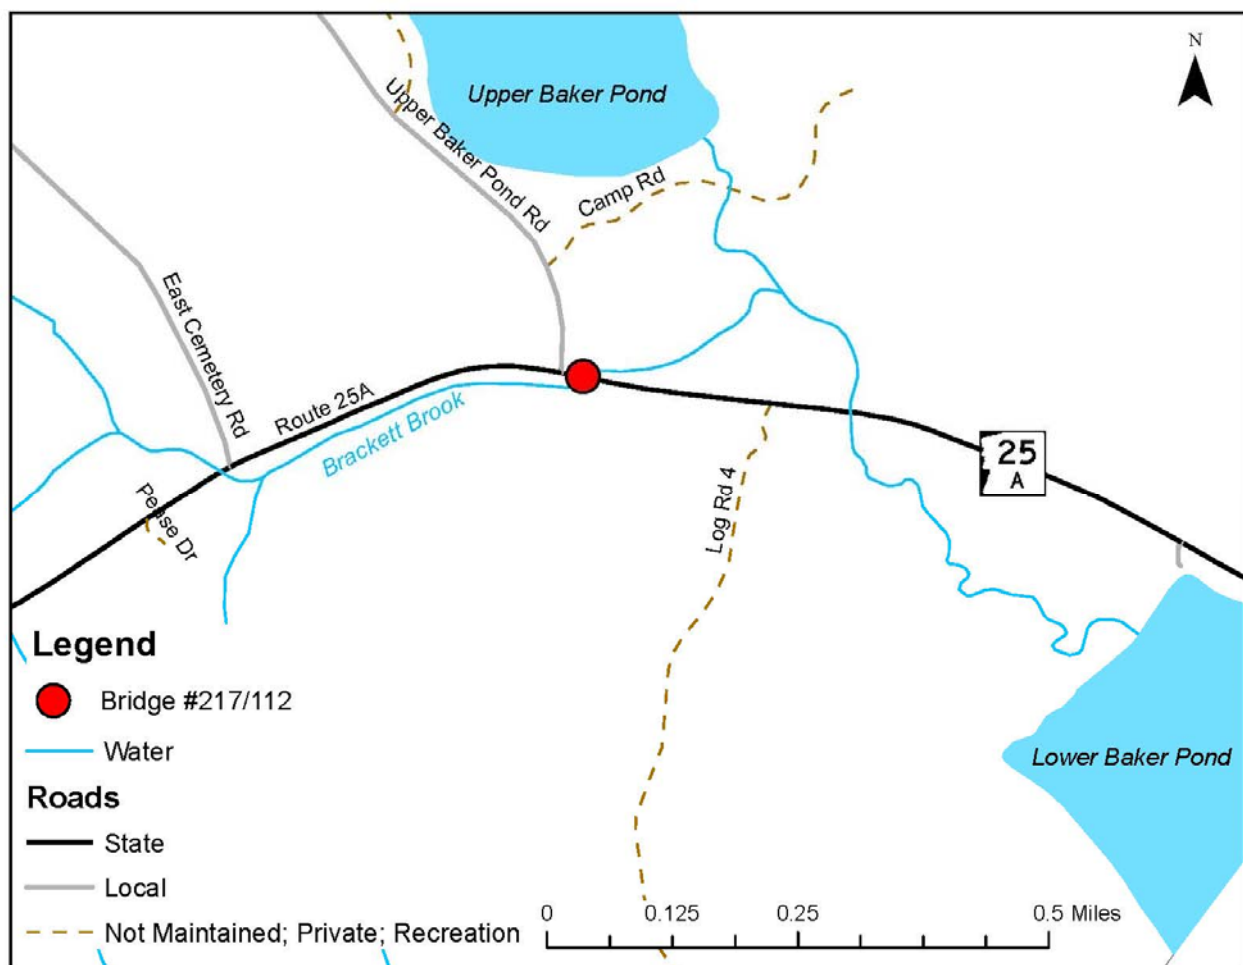 N
Upper Baker Pond
Upper Baker Pond Rd
Camp Rd
East Cemetery Rd
Route 25A
Brackett Brook
25
A
Pease Dr
Log Rd 4
Lower Baker Pond
Legend
Bridge #217/112
Water
Roads
State
Local
Not Maintained; Private; Recreation
0 0.125 0.25 0.5 Miles